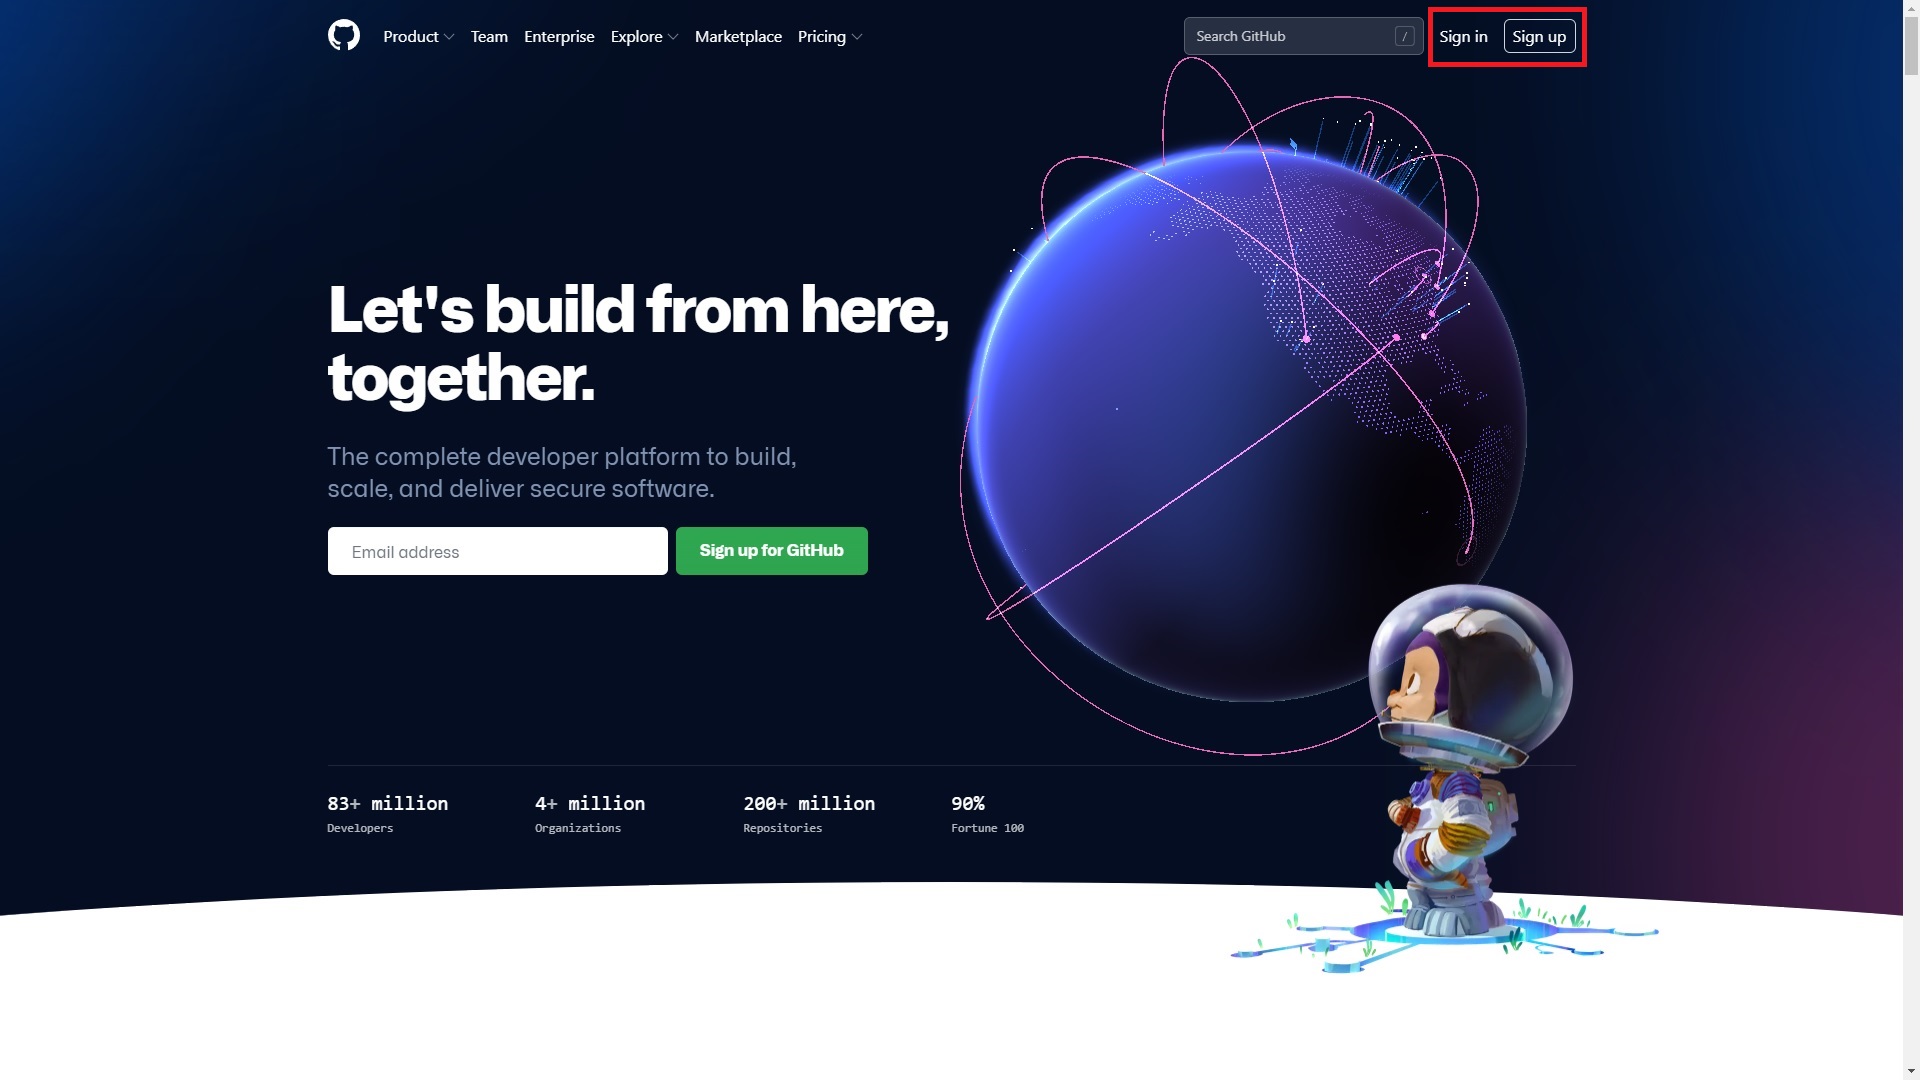 Product Team Enterprise Explore Marketplace Pricing Search GitHub / Sign in Sign up
Let's build from here,
together.
The complete developer platform to build,
scale, and deliver secure software.
Email address Sign up for GitHub
83+ million 4+ million 200+ million 90%
Developers Organizations Repositories Fortune 100